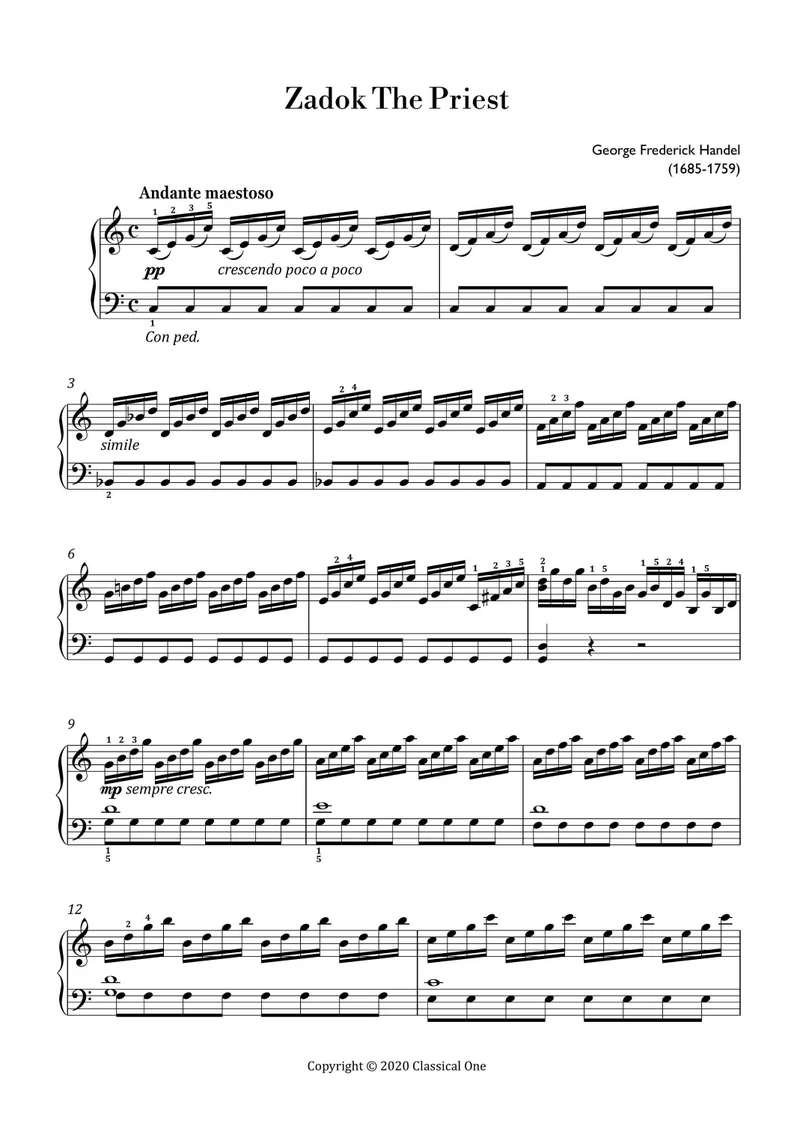 Zadok The Priest
George Frederick Handel
(1685-1759)
Andante maestoso
1 2 3 5
pp crescendo poco a poco
1
Con ped.
3
2 4
2 3
simile
2
6
2 4
1 2 3 5
2 1
1 5
1 5 2 4
1 5
9
1 2 3
mp sempre cresc.
1 5
1 5
12
2 4
Copyright © 2020 Classical One